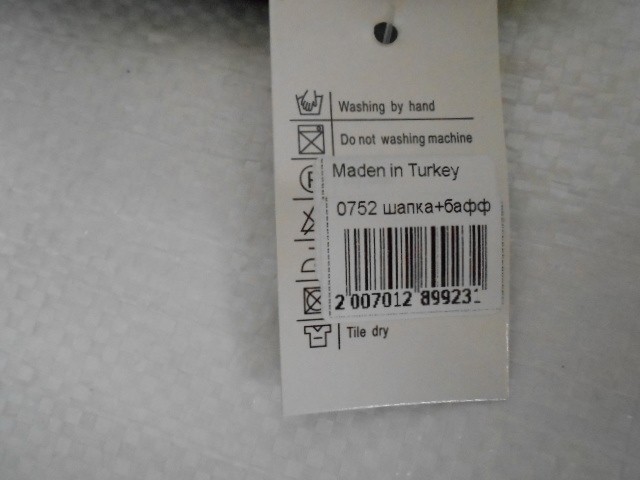 Washing by hand
Do not washing machine
Maden in Turkey
0752 шапка+бафф
2 007012 89923
Tile dry